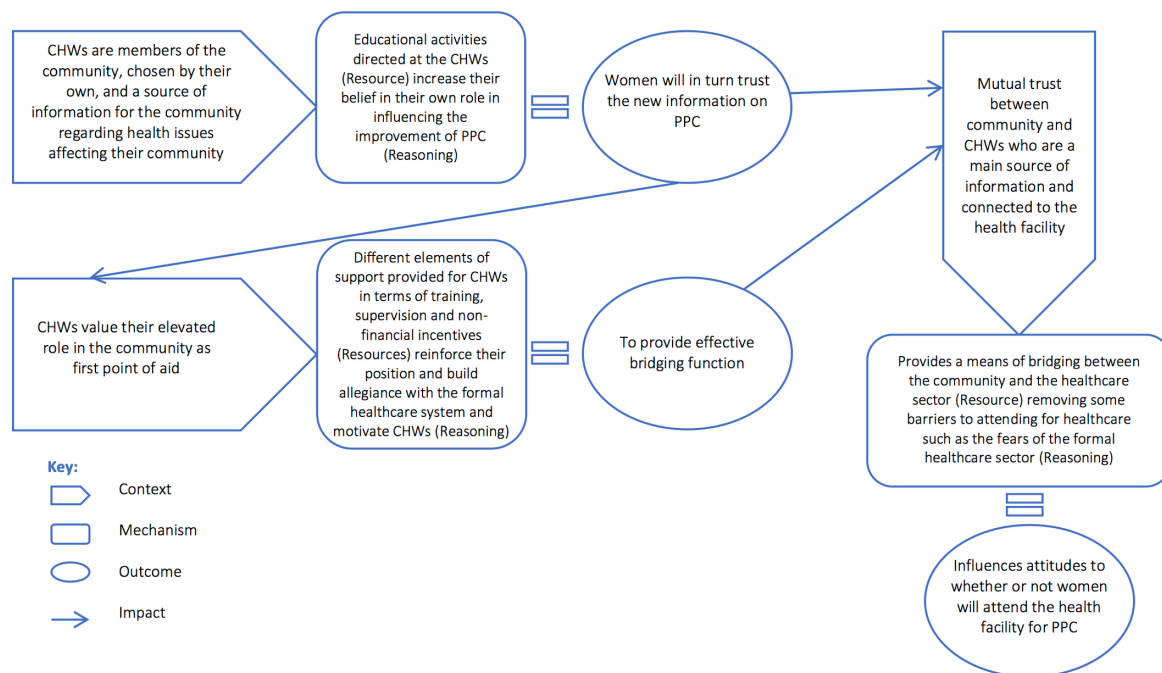 CHWs are members of the
community, chosen by their
own, and a source of
information for the community
regarding health issues
affecting their community
Educational activities
directed at the CHWs
(Resource) increase their
belief in their own role in
influencing the
improvement of PPC
(Reasoning)
Women will in turn trust
the new information on
PPC
Mutual trust
between
community and
CHWs who are a
main source of
information and
connected to the
health facility
CHWs value their elevated
role in the community as
first point of aid
Different elements of
support provided for CHWs
in terms of training,
supervision and non-
financial incentives
(Resources) reinforce their
position and build
allegiance with the formal
healthcare system and
motivate CHWs (Reasoning)
To provide effective
bridging function
Provides a means of bridging between
the community and the healthcare
sector (Resource) removing some
barriers to attending for healthcare
such as the fears of the formal
healthcare sector (Reasoning)
Influences attitudes to
whether or not women
will attend the health
facility for PPC
Key:
Context
Mechanism
Outcome
Impact